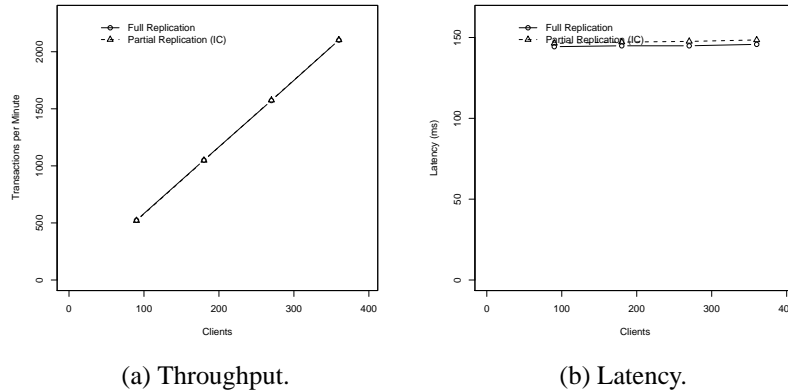 Full Replication
Partial Replication (IC)
Transactions per Minute
0
500
1000
1500
2000
0
100
200
300
400
Clients
(a) Throughput.
Full Replication
Partial Replication (IC)
Latency (ms)
0
50
100
150
0
100
200
300
400
Clients
(b) Latency.